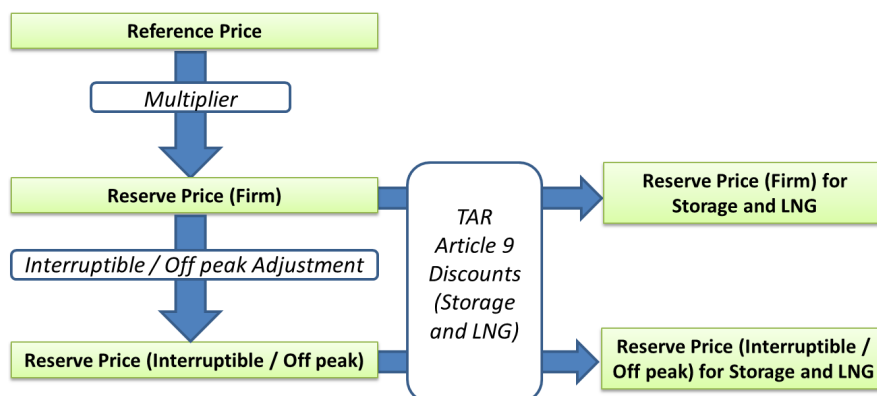 Reference Price
Multiplier
Reserve Price (Firm)
Interruptible / Off peak Adjustment
Reserve Price (Interruptible / Off peak)
TAR
Article 9
Discounts
(Storage
and LNG)
Reserve Price (Firm) for
Storage and LNG
Reserve Price (Interruptible /
Off peak) for Storage and LNG